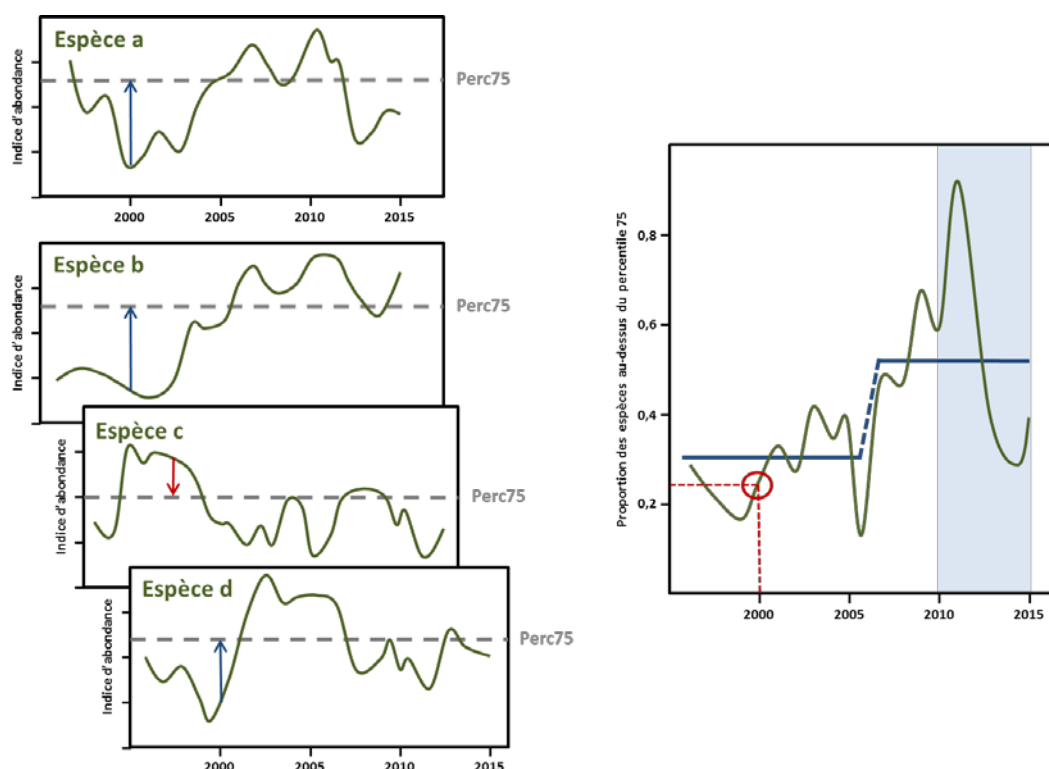 Espèce a
Indice d'abondance
Perc75
2000 2005 2010 2015
Espèce b
Indice d'abondance
Perc75
Espèce c
Indice d'abondance
Perc75
Espèce d
Indice d'abondance
Perc75
2000 2005 2010 2015
Proportion des espèces au-dessus du percentile 75
0,8
0,6
0,4
0,2
2000 2005 2010 2015